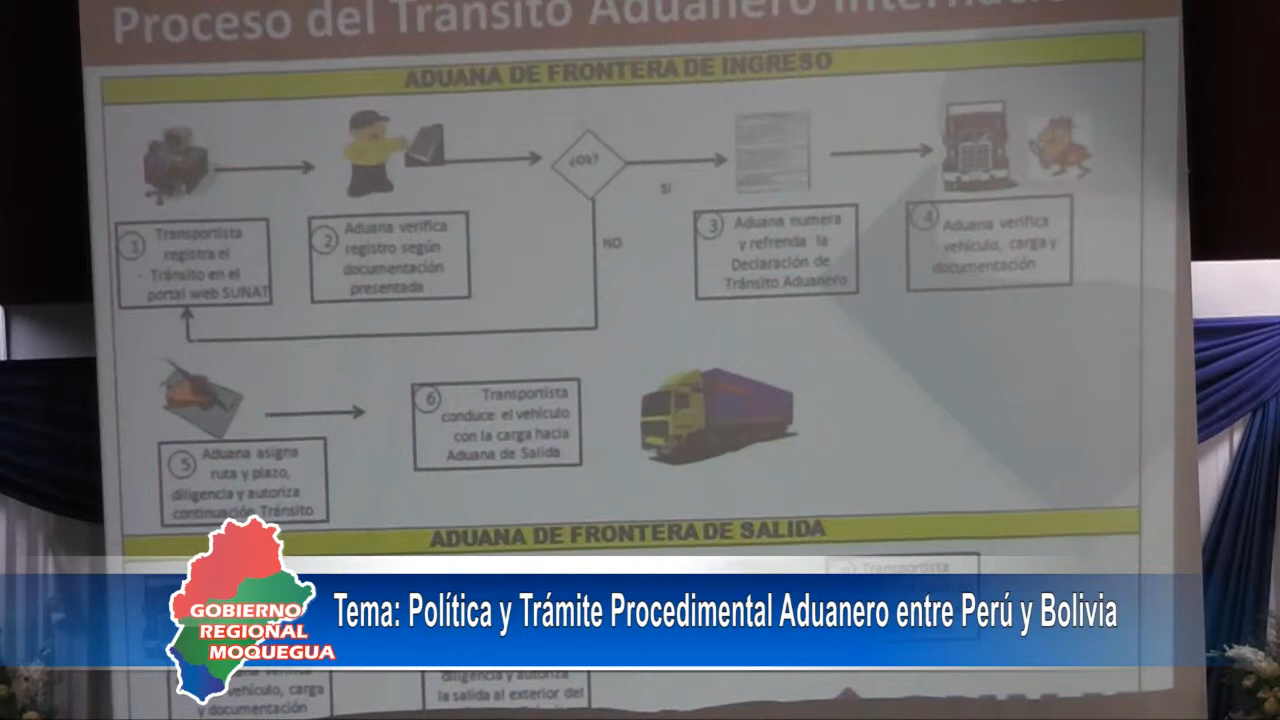 Proceso del Tránsito Aduanero
ADUANA DE FRONTERA DE INGRESO
¿Ok?
SI
NO
1
Transportista
registra el
Tránsito en el
portal web SUNAT
2
Aduana verifica
registro según
documentación
presentada
3
Aduana numera
y refrenda la
Declaración de
Tránsito Aduanero
4
Aduana verifica
vehículo, carga y
documentación
5
Aduana asigna
ruta y plazo,
diligencia y autoriza
continuación Tránsito
6
Transportista
conduce el vehículo
con la carga hacia
Aduana de Salida
ADUANA DE FRONTERA DE SALIDA
Transportista
GOBIERNO
REGIONAL
MOQUEGUA
Tema: Política y Trámite Procedimental Aduanero entre Perú y Bolivia
vehículo, carga
y documentación
diligencia y autoriza
la salida al exterior del